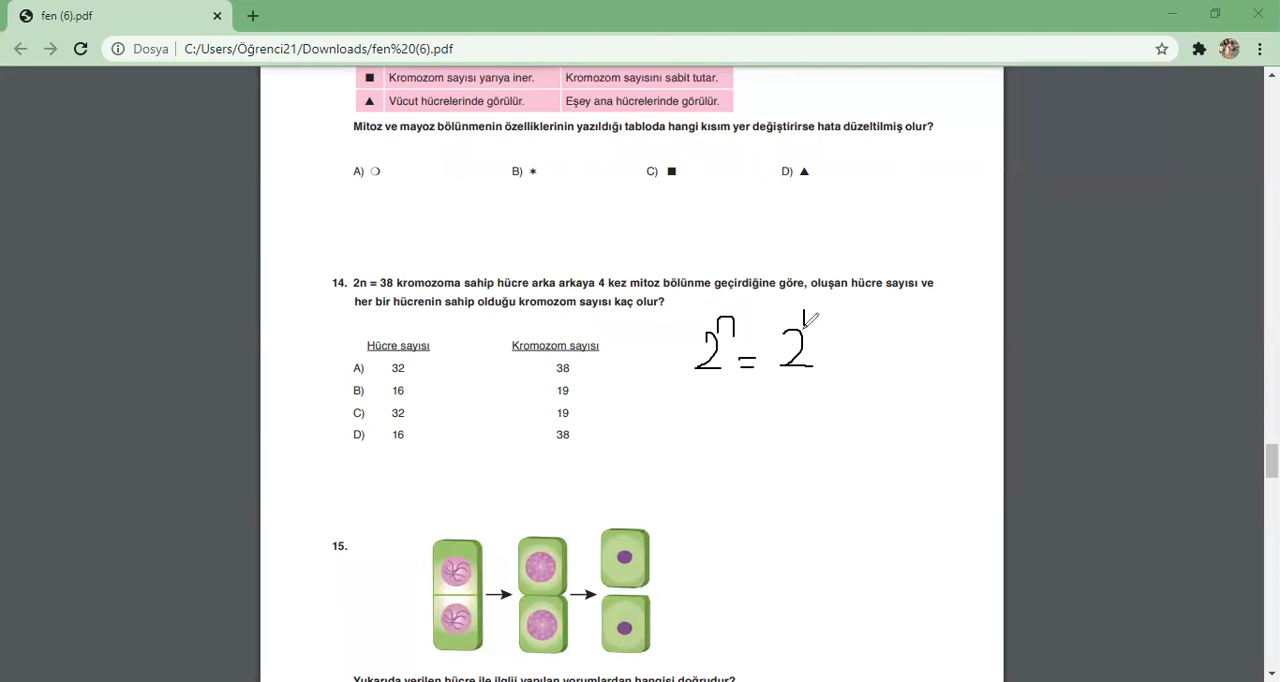 fen (6).pdf
Dosya C:/Users/Öğrenci21/Downloads/fen%20(6).pdf
■ Kromozom sayısı yarıya iner. Kromozom sayısını sabit tutar.
▲ Vücut hücrelerinde görülür. Eşey ana hücrelerinde görülür.
Mitoz ve mayoz bölünmenin özelliklerinin yazıldığı tabloda hangi kısım yer değiştirirse hata düzeltilmiş olur?
A) ❍ B) ✶ C) ■ D) ▲
14. 2n = 38 kromozoma sahip hücre arka arkaya 4 kez mitoz bölünme geçirdiğine göre, oluşan hücre sayısı ve
her bir hücrenin sahip olduğu kromozom sayısı kaç olur?
2ⁿ = 2
Hücre sayısı Kromozom sayısı
A) 32 38
B) 16 19
C) 32 19
D) 16 38
15.
Yukarıda verilen hücre ile ilgili yapılan yorumlardan hangisi doğrudur?